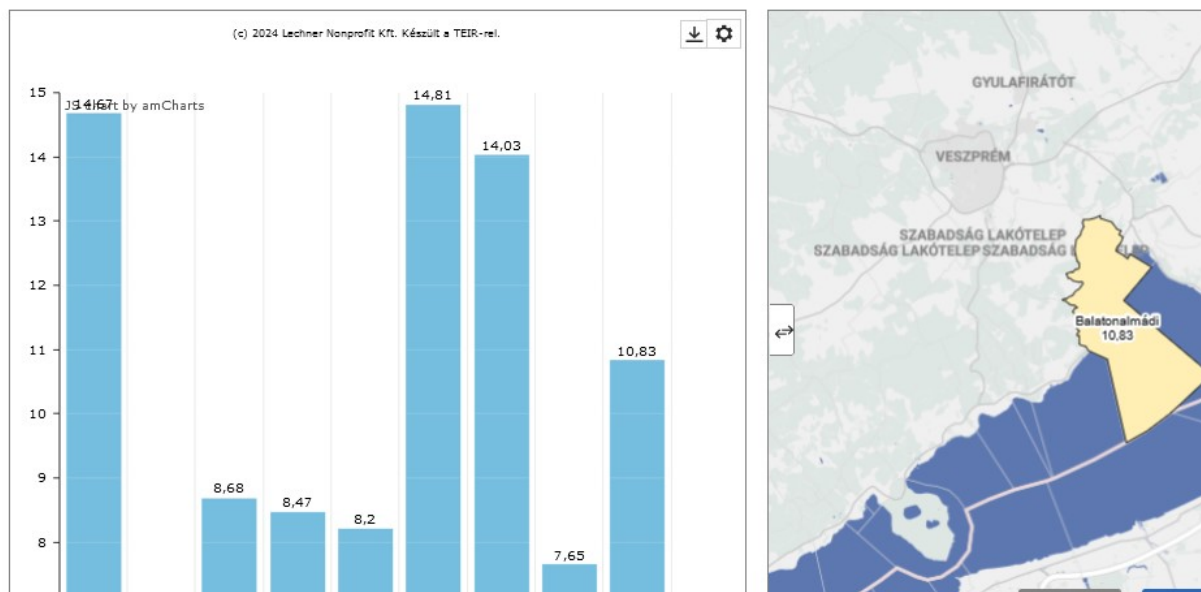 (c) 2024 Lechner Nonprofit Kft. Készült a TEIR-rel.
JS chart by amCharts
15
14
13
12
11
10
9
8
14,67
8,68
8,47
8,2
14,81
14,03
7,65
10,83
GYULAFIRÁTÓT
VESZPRÉM
SZABADSÁG LAKÓTELEP
SZABADSÁG LAKÓTELEP SZABADSÁG LAKÓTELEP
Balatonalmádi
10,83